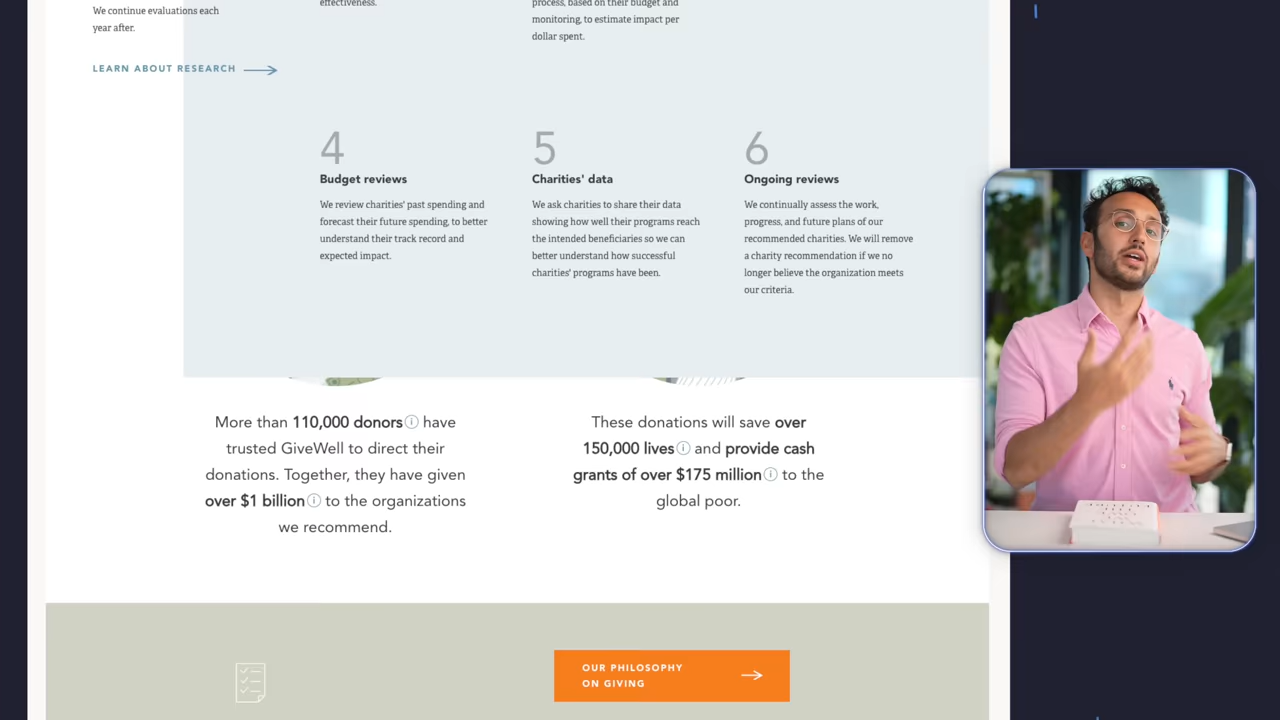 We continue evaluations each
year after.
effectiveness.
process, based on their budget and
monitoring, to estimate impact per
dollar spent.
LEARN ABOUT RESEARCH
4
Budget reviews
We review charities' past spending and
forecast their future spending, to better
understand their track record and
expected impact.
5
Charities' data
We ask charities to share their data
showing how well their programs reach
the intended beneficiaries so we can
better understand how successful
charities' programs have been.
6
Ongoing reviews
We continually assess the work,
progress, and future plans of our
recommended charities. We will remove
a charity recommendation if we no
longer believe the organization meets
our criteria.
More than 110,000 donors have
trusted GiveWell to direct their
donations. Together, they have given
over $1 billion to the organizations
we recommend.
These donations will save over
150,000 lives and provide cash
grants of over $175 million to the
global poor.
OUR PHILOSOPHY
ON GIVING